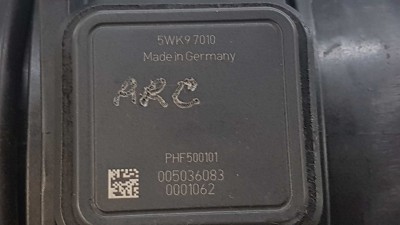 5WK9 7010
Made in Germany
ARC
PHF500101
005036083
0001062